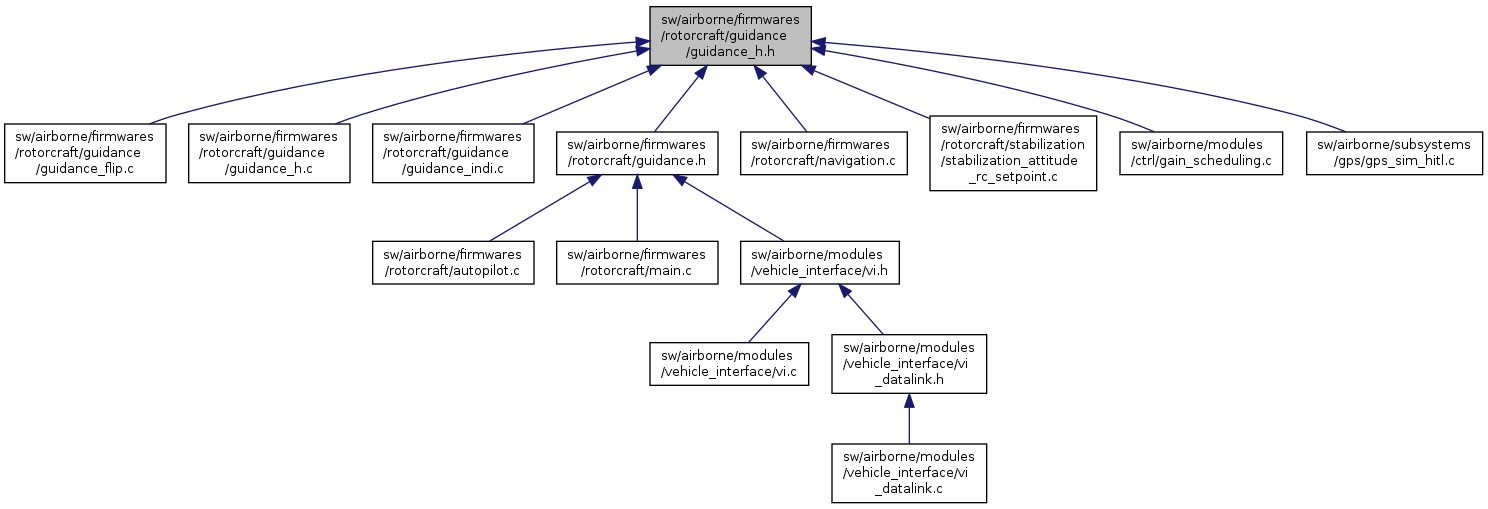 sw/airborne/firmwares
/rotorcraft/guidance
/guidance_h.h
sw/airborne/firmwares
/rotorcraft/guidance
/guidance_flip.c
sw/airborne/firmwares
/rotorcraft/guidance
/guidance_h.c
sw/airborne/firmwares
/rotorcraft/guidance
/guidance_indi.c
sw/airborne/firmwares
/rotorcraft/guidance.h
sw/airborne/firmwares
/rotorcraft/navigation.c
sw/airborne/firmwares
/rotorcraft/stabilization
/stabilization_attitude
_rc_setpoint.c
sw/airborne/modules
/ctrl/gain_scheduling.c
sw/airborne/subsystems
/gps/gps_sim_hitl.c
sw/airborne/firmwares
/rotorcraft/autopilot.c
sw/airborne/firmwares
/rotorcraft/main.c
sw/airborne/modules
/vehicle_interface/vi.h
sw/airborne/modules
/vehicle_interface/vi.c
sw/airborne/modules
/vehicle_interface/vi
_datalink.h
sw/airborne/modules
/vehicle_interface/vi
_datalink.c